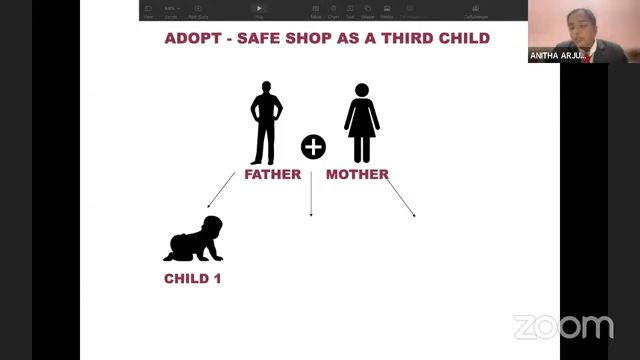 ADOPT - SAFE SHOP AS A THIRD CHILD
ANITHA ARJU...
FATHER
MOTHER
CHILD 1
zoom